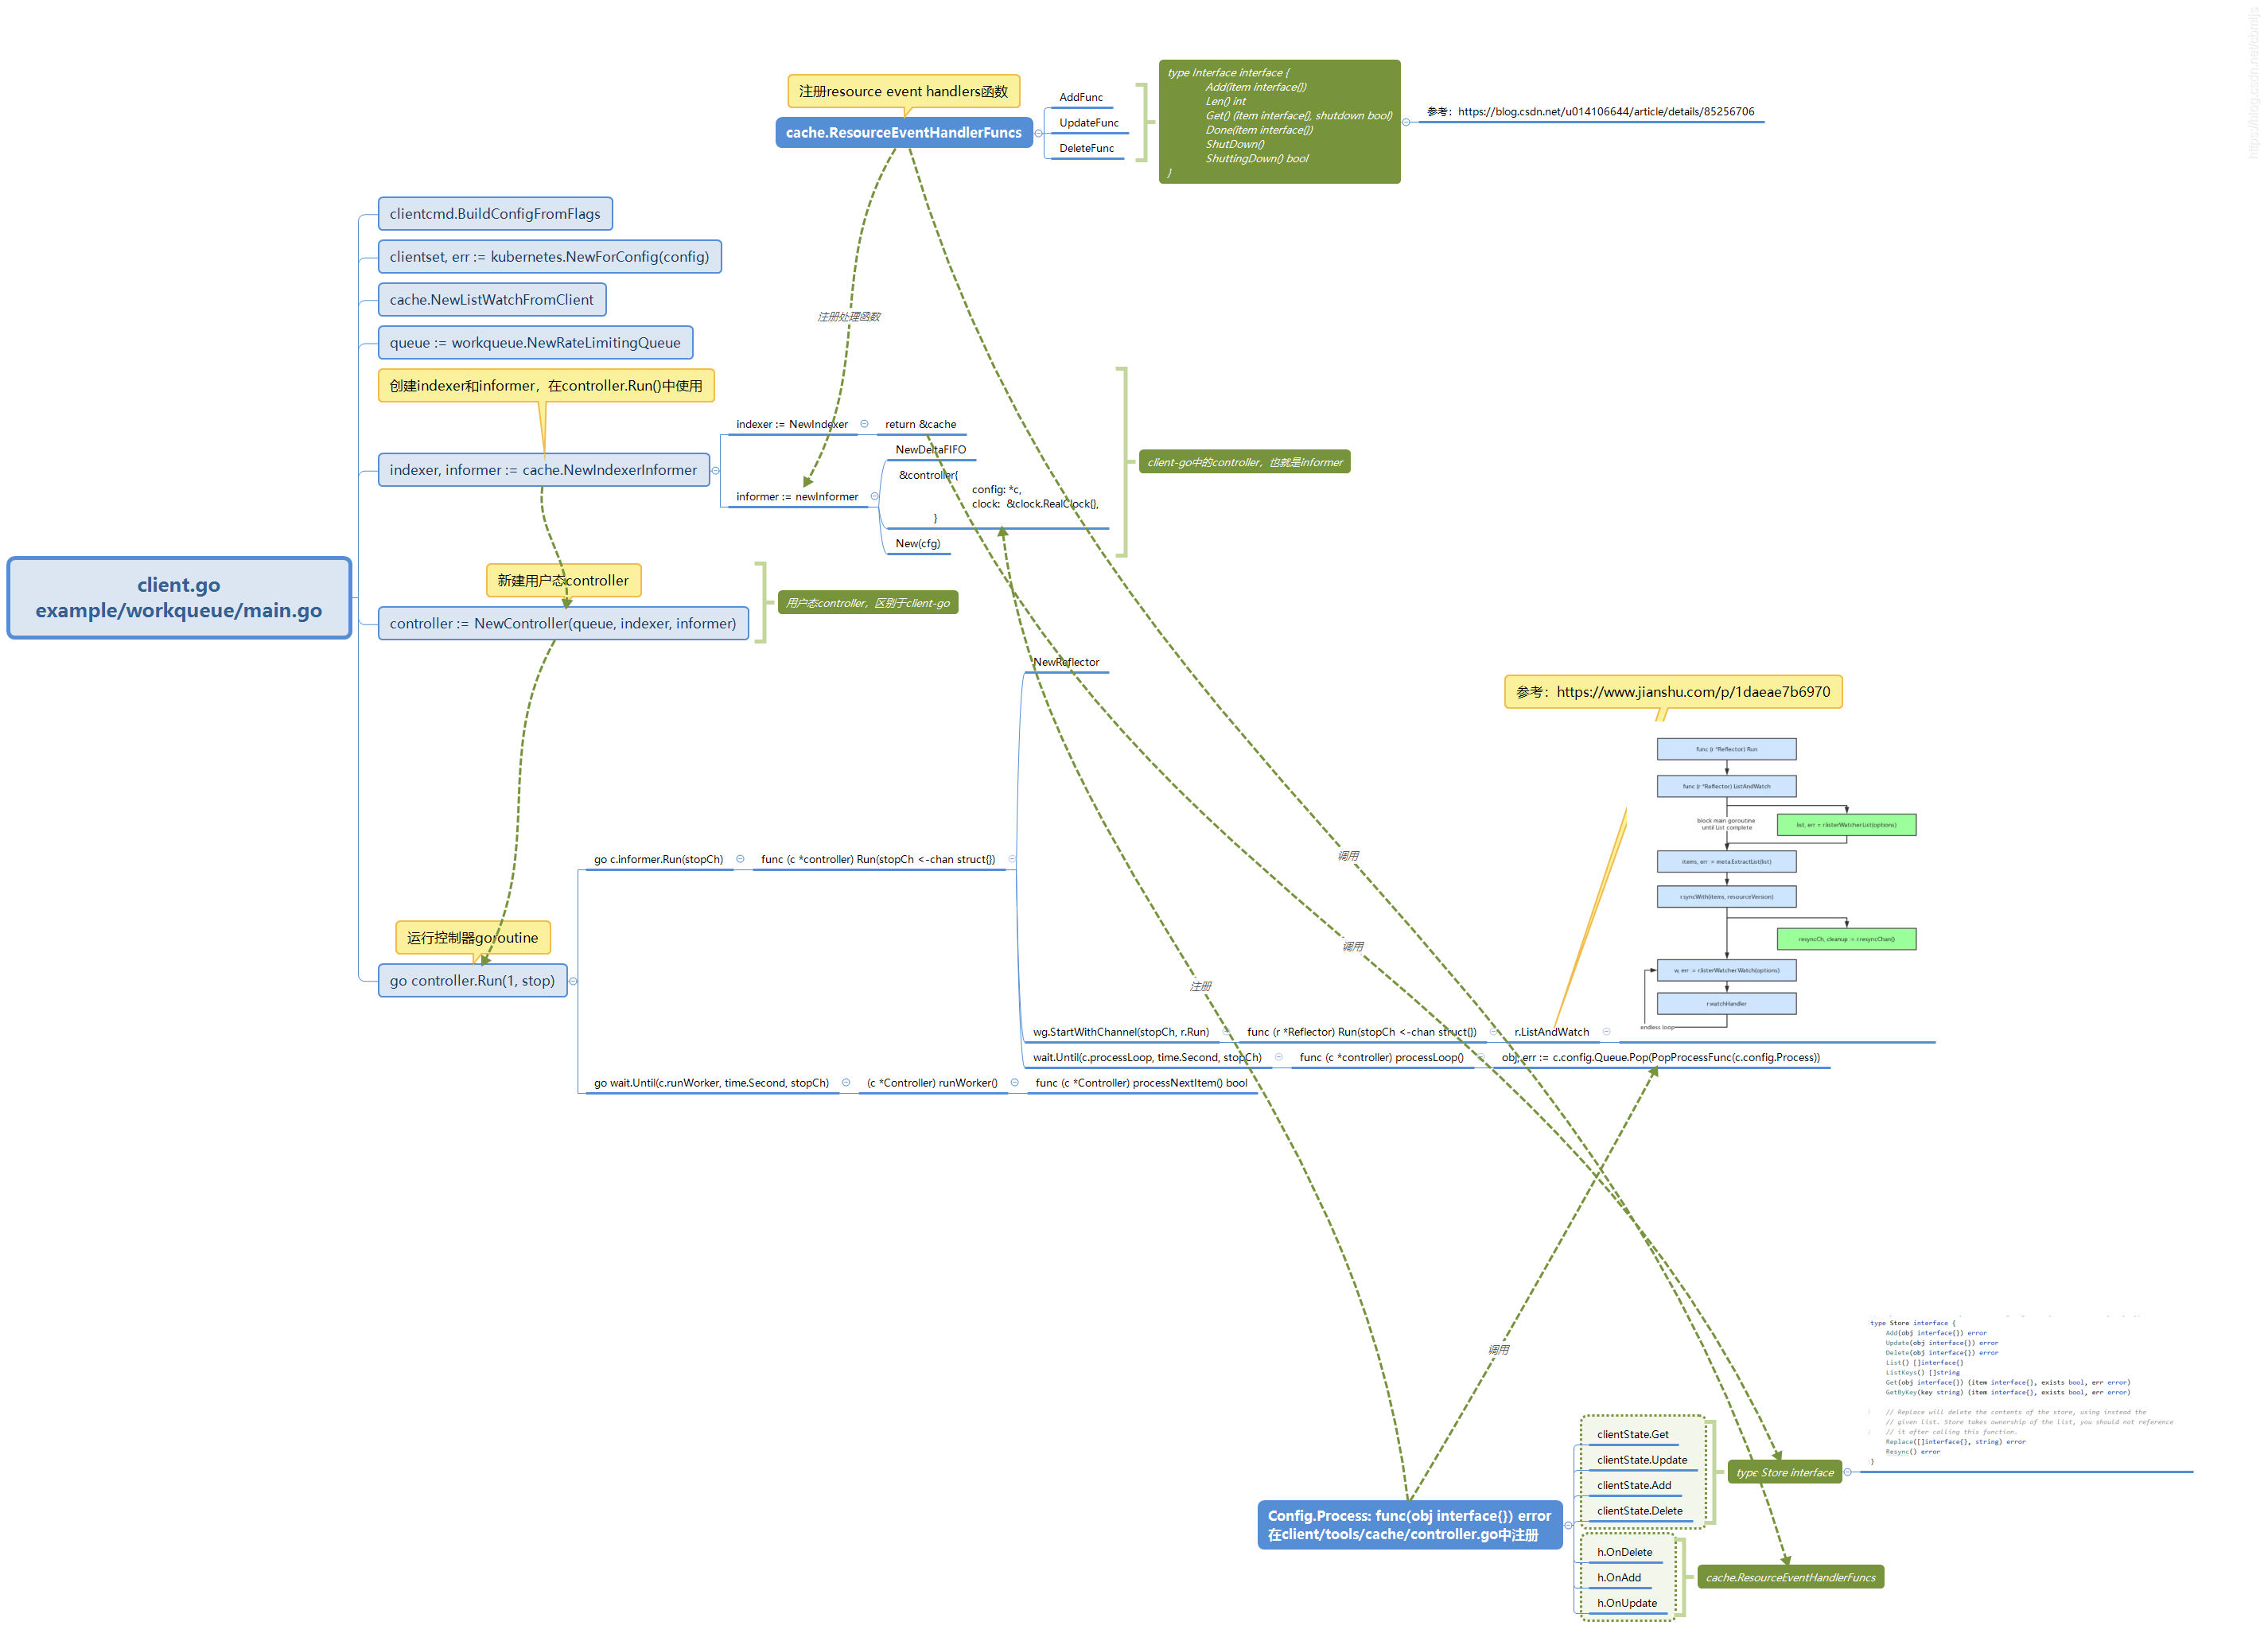 https://blog.csdn.net/cbmljs
注册resource event handlers函数
cache.ResourceEventHandlerFuncs
AddFunc
UpdateFunc
DeleteFunc
type Interface interface {
Add(item interface{})
Len() int
Get() (item interface{}, shutdown bool)
Done(item interface{})
ShutDown()
ShuttingDown() bool
}
参考：https://blog.csdn.net/u014106644/article/details/85256706
clientcmd.BuildConfigFromFlags
clientset, err := kubernetes.NewForConfig(config)
cache.NewListWatchFromClient
queue := workqueue.NewRateLimitingQueue
注册处理函数
创建indexer和informer，在controller.Run()中使用
indexer, informer := cache.NewIndexerInformer
indexer := NewIndexer
return &cache
informer := newInformer
NewDeltaFIFO
&controller{
config: *c,
clock: &clock.RealClock{},
}
New(cfg)
client-go中的controller，也就是informer
client.go
example/workqueue/main.go
新建用户态controller
controller := NewController(queue, indexer, informer)
用户态controller，区别于client-go
运行控制器goroutine
go controller.Run(1, stop)
go c.informer.Run(stopCh)
func (c *controller) Run(stopCh <-chan struct{})
NewReflector
wg.StartWithChannel(stopCh, r.Run)
func (r *Reflector) Run(stopCh <-chan struct{})
r.ListAndWatch
wait.Until(c.processLoop, time.Second, stopCh)
func (c *controller) processLoop()
obj, err := c.config.Queue.Pop(PopProcessFunc(c.config.Process))
go wait.Until(c.runWorker, time.Second, stopCh)
(c *Controller) runWorker()
func (c *Controller) processNextItem() bool
参考：https://www.jianshu.com/p/1daeae7b6970
func (r *Reflector) Run
func (r *Reflector) ListAndWatch
block main goroutine
until List complete
list, err = r.listerWatcher.List(options)
items, err := meta.ExtractList(list)
r.syncWith(items, resourceVersion)
resyncCh, cleanup := r.resyncChan()
w, err := r.listerWatcher.Watch(options)
r.watchHandler
endless loop
调用
调用
注册
调用
Config.Process: func(obj interface{}) error
在client/tools/cache/controller.go中注册
clientState.Get
clientState.Update
clientState.Add
clientState.Delete
type Store interface
h.OnDelete
h.OnAdd
h.OnUpdate
cache.ResourceEventHandlerFuncs
type Store interface {
Add(obj interface{}) error
Update(obj interface{}) error
Delete(obj interface{}) error
List() []interface{}
ListKeys() []string
Get(obj interface{}) (item interface{}, exists bool, err error)
GetByKey(key string) (item interface{}, exists bool, err error)
// Replace will delete the contents of the store, using instead the
// given list. Store takes ownership of the list, you should not reference
// it after calling this function.
Replace([]interface{}, string) error
Resync() error
}